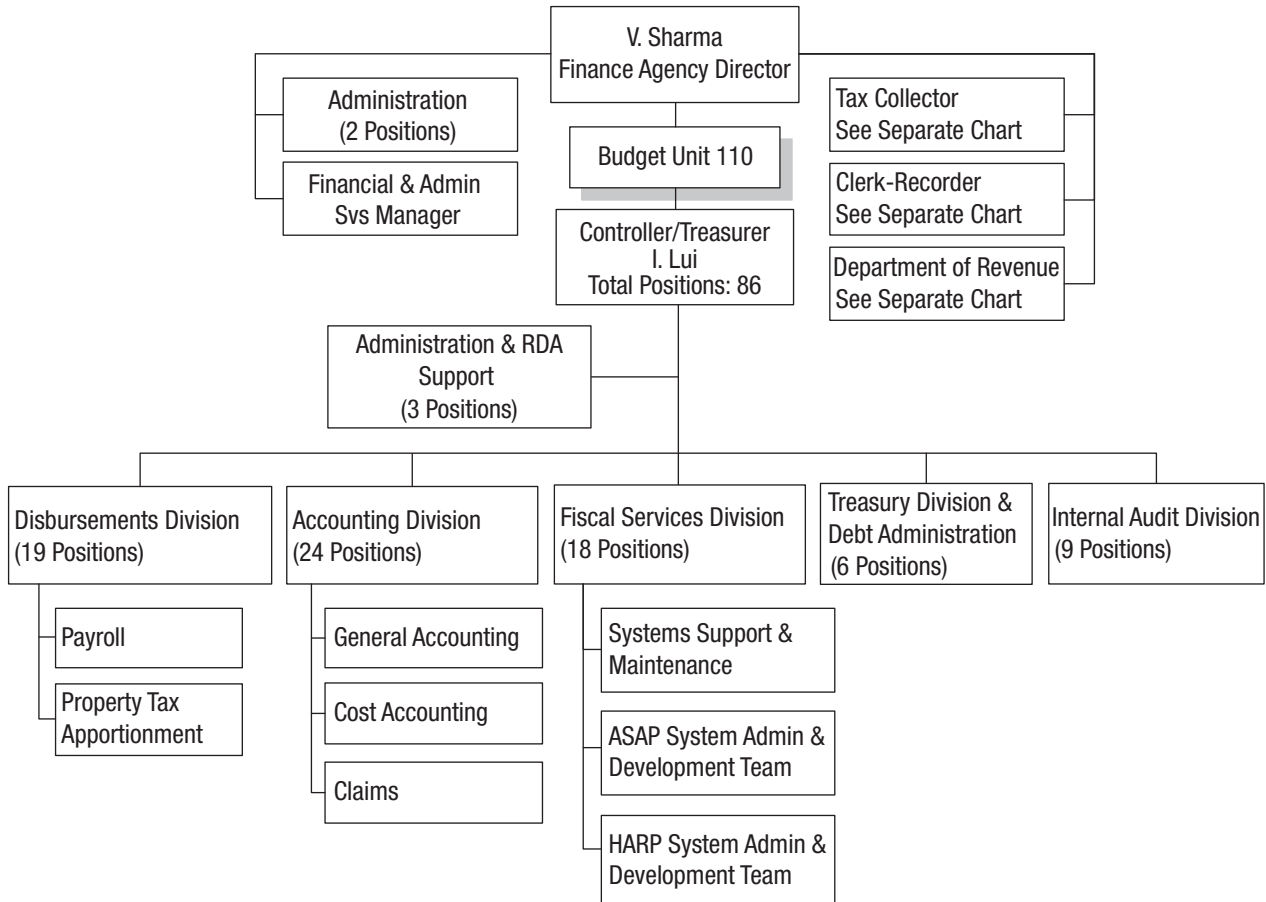 V. Sharma
Finance Agency Director
Administration
(2 Positions)
Financial & Admin
Svs Manager
Budget Unit 110
Tax Collector
See Separate Chart
Clerk-Recorder
See Separate Chart
Department of Revenue
See Separate Chart
Controller/Treasurer
I. Lui
Total Positions: 86
Administration & RDA
Support
(3 Positions)
Disbursements Division
(19 Positions)
Payroll
Property Tax
Apportionment
Accounting Division
(24 Positions)
General Accounting
Cost Accounting
Claims
Fiscal Services Division
(18 Positions)
Systems Support &
Maintenance
ASAP System Admin &
Development Team
HARP System Admin &
Development Team
Treasury Division &
Debt Administration
(6 Positions)
Internal Audit Division
(9 Positions)